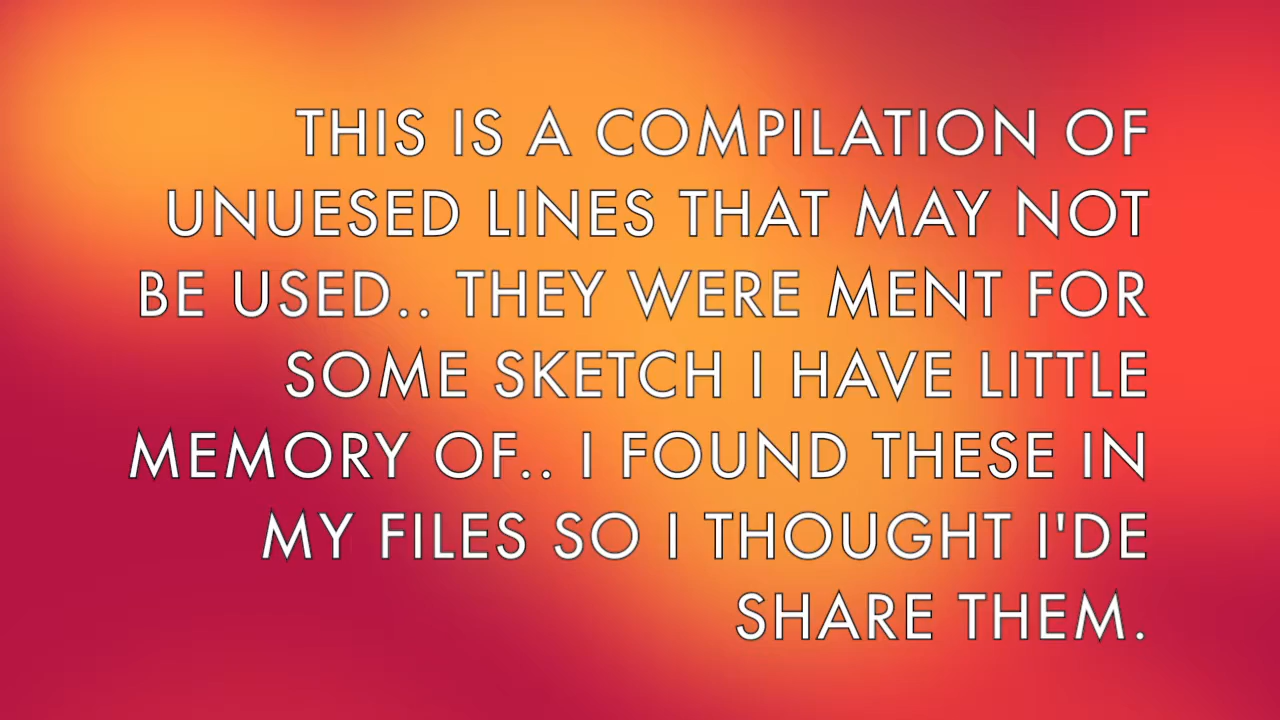 THIS IS A COMPILATION OF
UNUESED LINES THAT MAY NOT
BE USED.. THEY WERE MENT FOR
SOME SKETCH I HAVE LITTLE
MEMORY OF.. I FOUND THESE IN
MY FILES SO I THOUGHT I'DE
SHARE THEM.